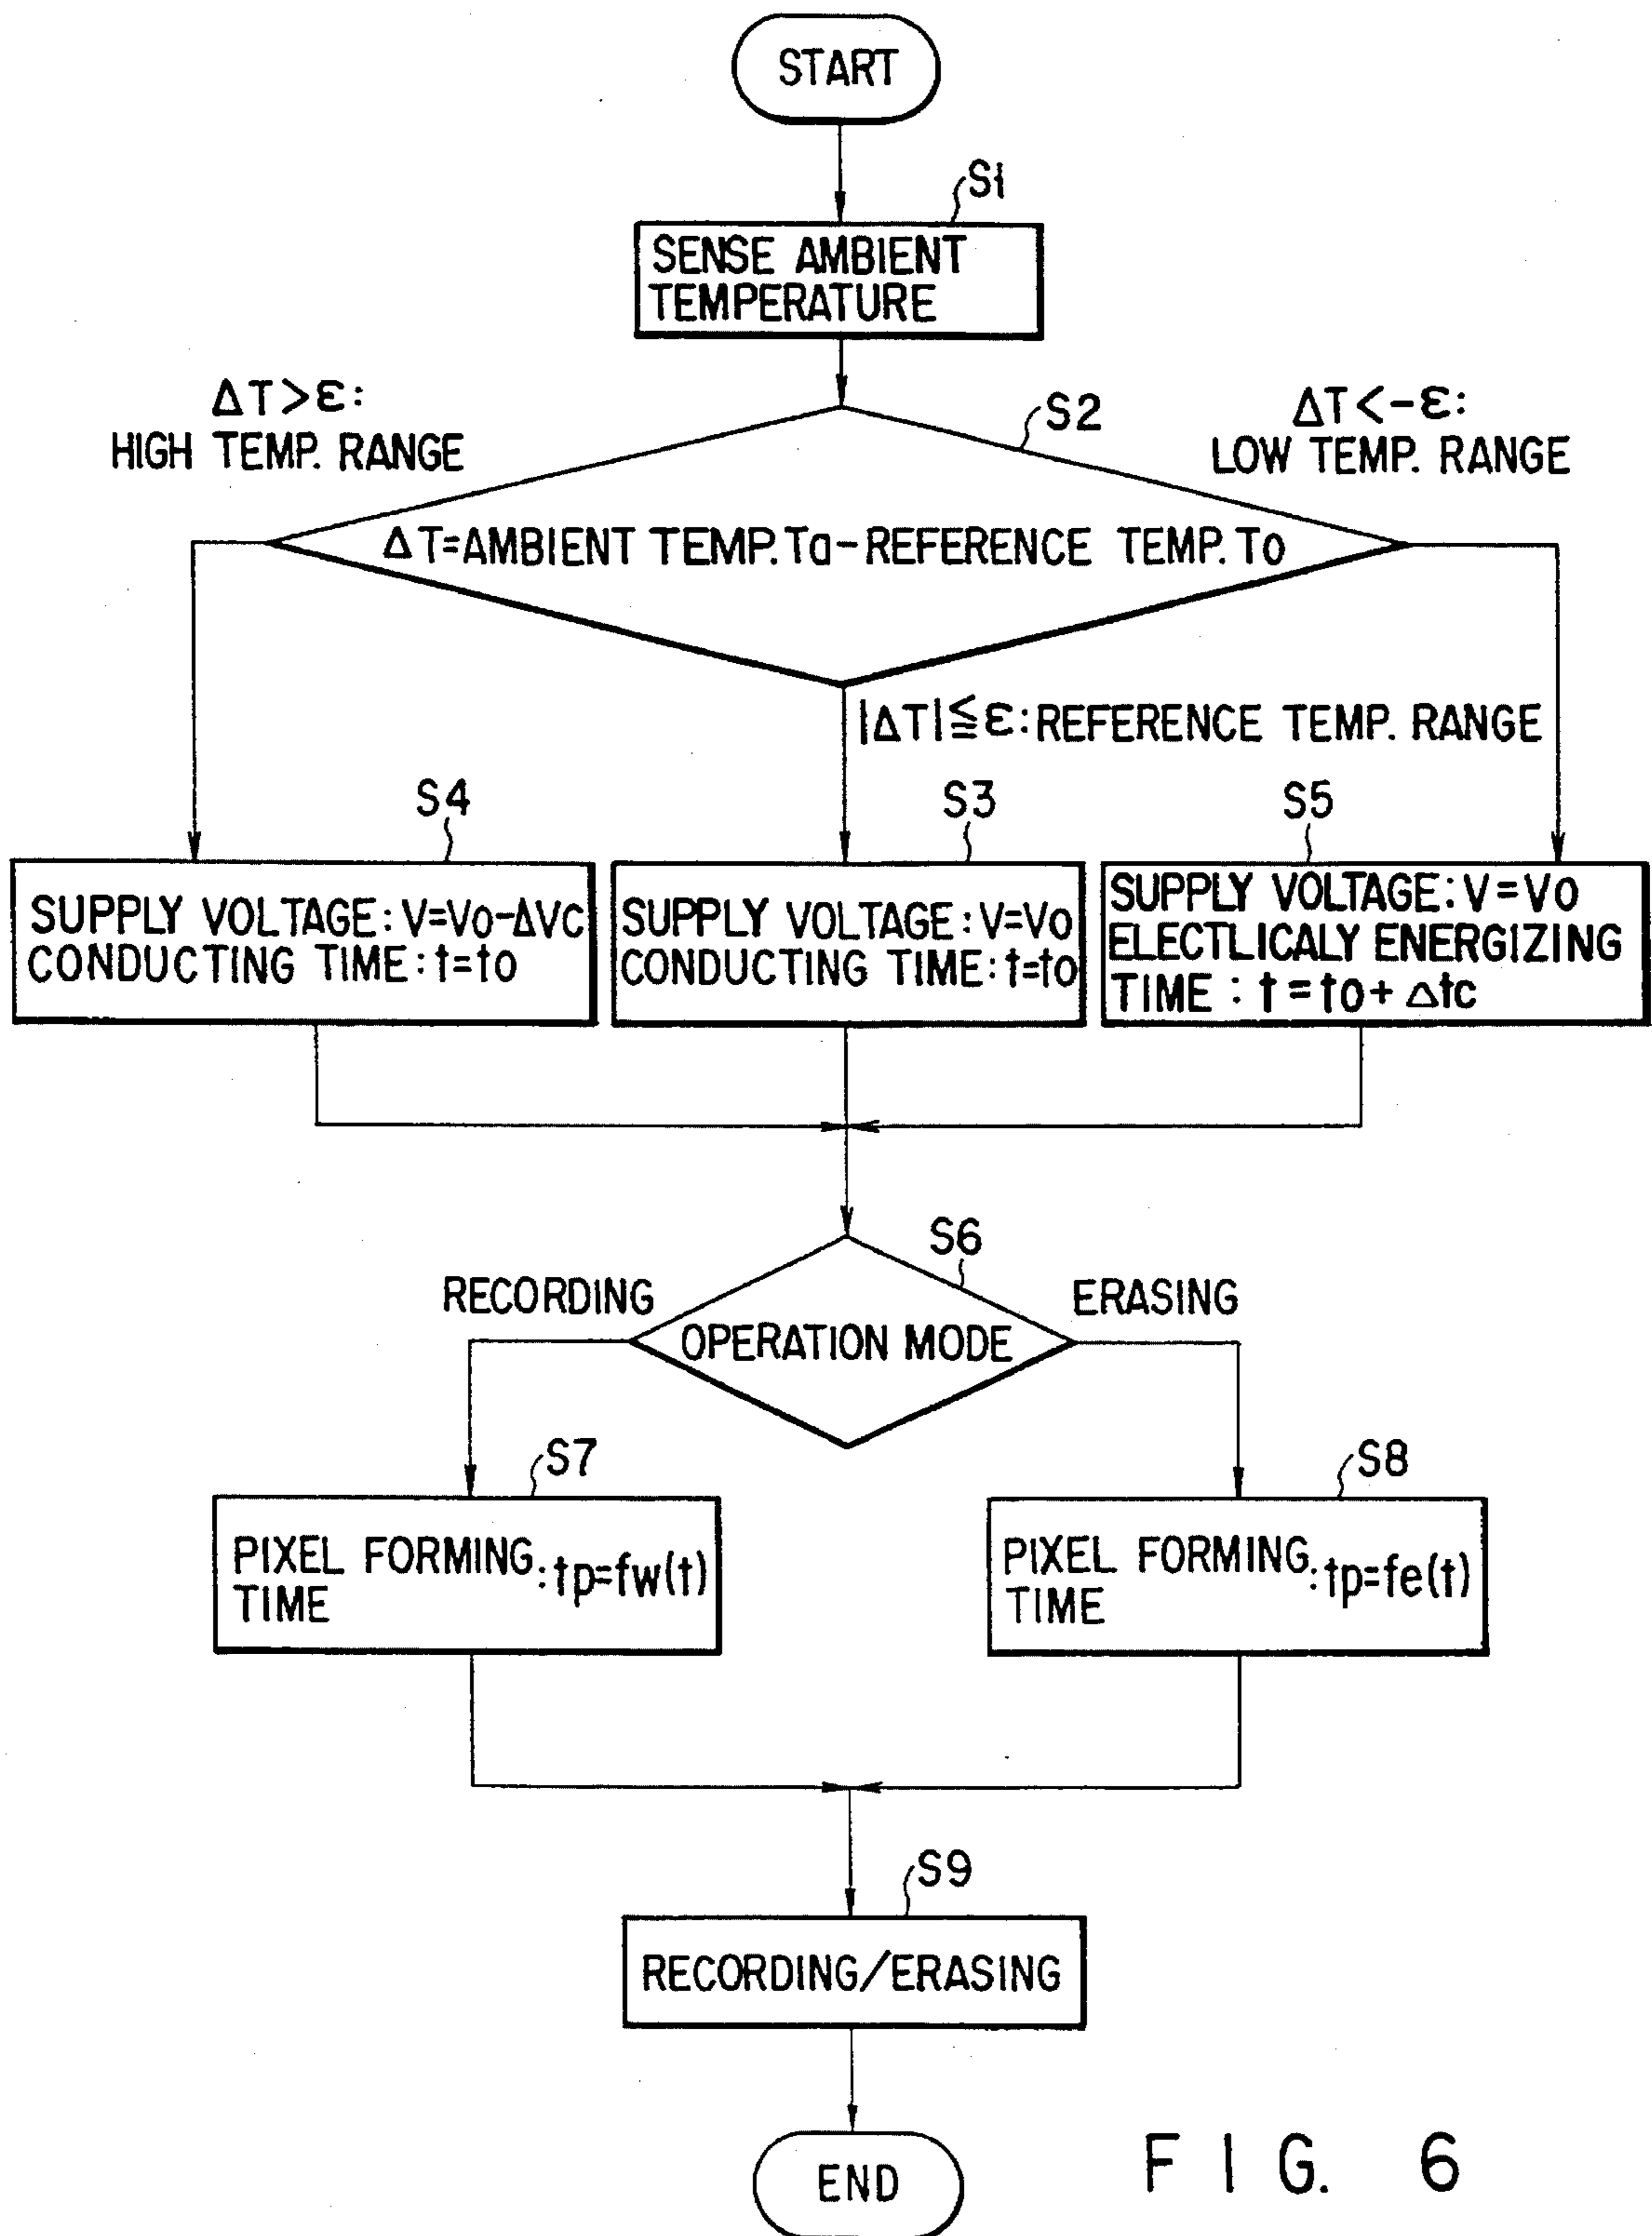 START
S1
SENSE AMBIENT
TEMPERATURE
ΔT>ε:
HIGH TEMP. RANGE
S2
ΔT<-ε:
LOW TEMP. RANGE
ΔT=AMBIENT TEMP. Ta-REFERENCE TEMP. To
|ΔT|≦ε:REFERENCE TEMP. RANGE
S4
SUPPLY VOLTAGE: V=Vo-ΔVc
CONDUCTING TIME: t=to
S3
SUPPLY VOLTAGE: V=Vo
CONDUCTING TIME: t=to
S5
SUPPLY VOLTAGE: V=Vo
ELECTLICALY ENERGIZING
TIME : t=to+Δtc
S6
RECORDING
OPERATION MODE
ERASING
S7
PIXEL FORMING
TIME
:tp=fw(t)
S8
PIXEL FORMING
TIME
:tp=fe(t)
S9
RECORDING/ERASING
END
FIG. 6